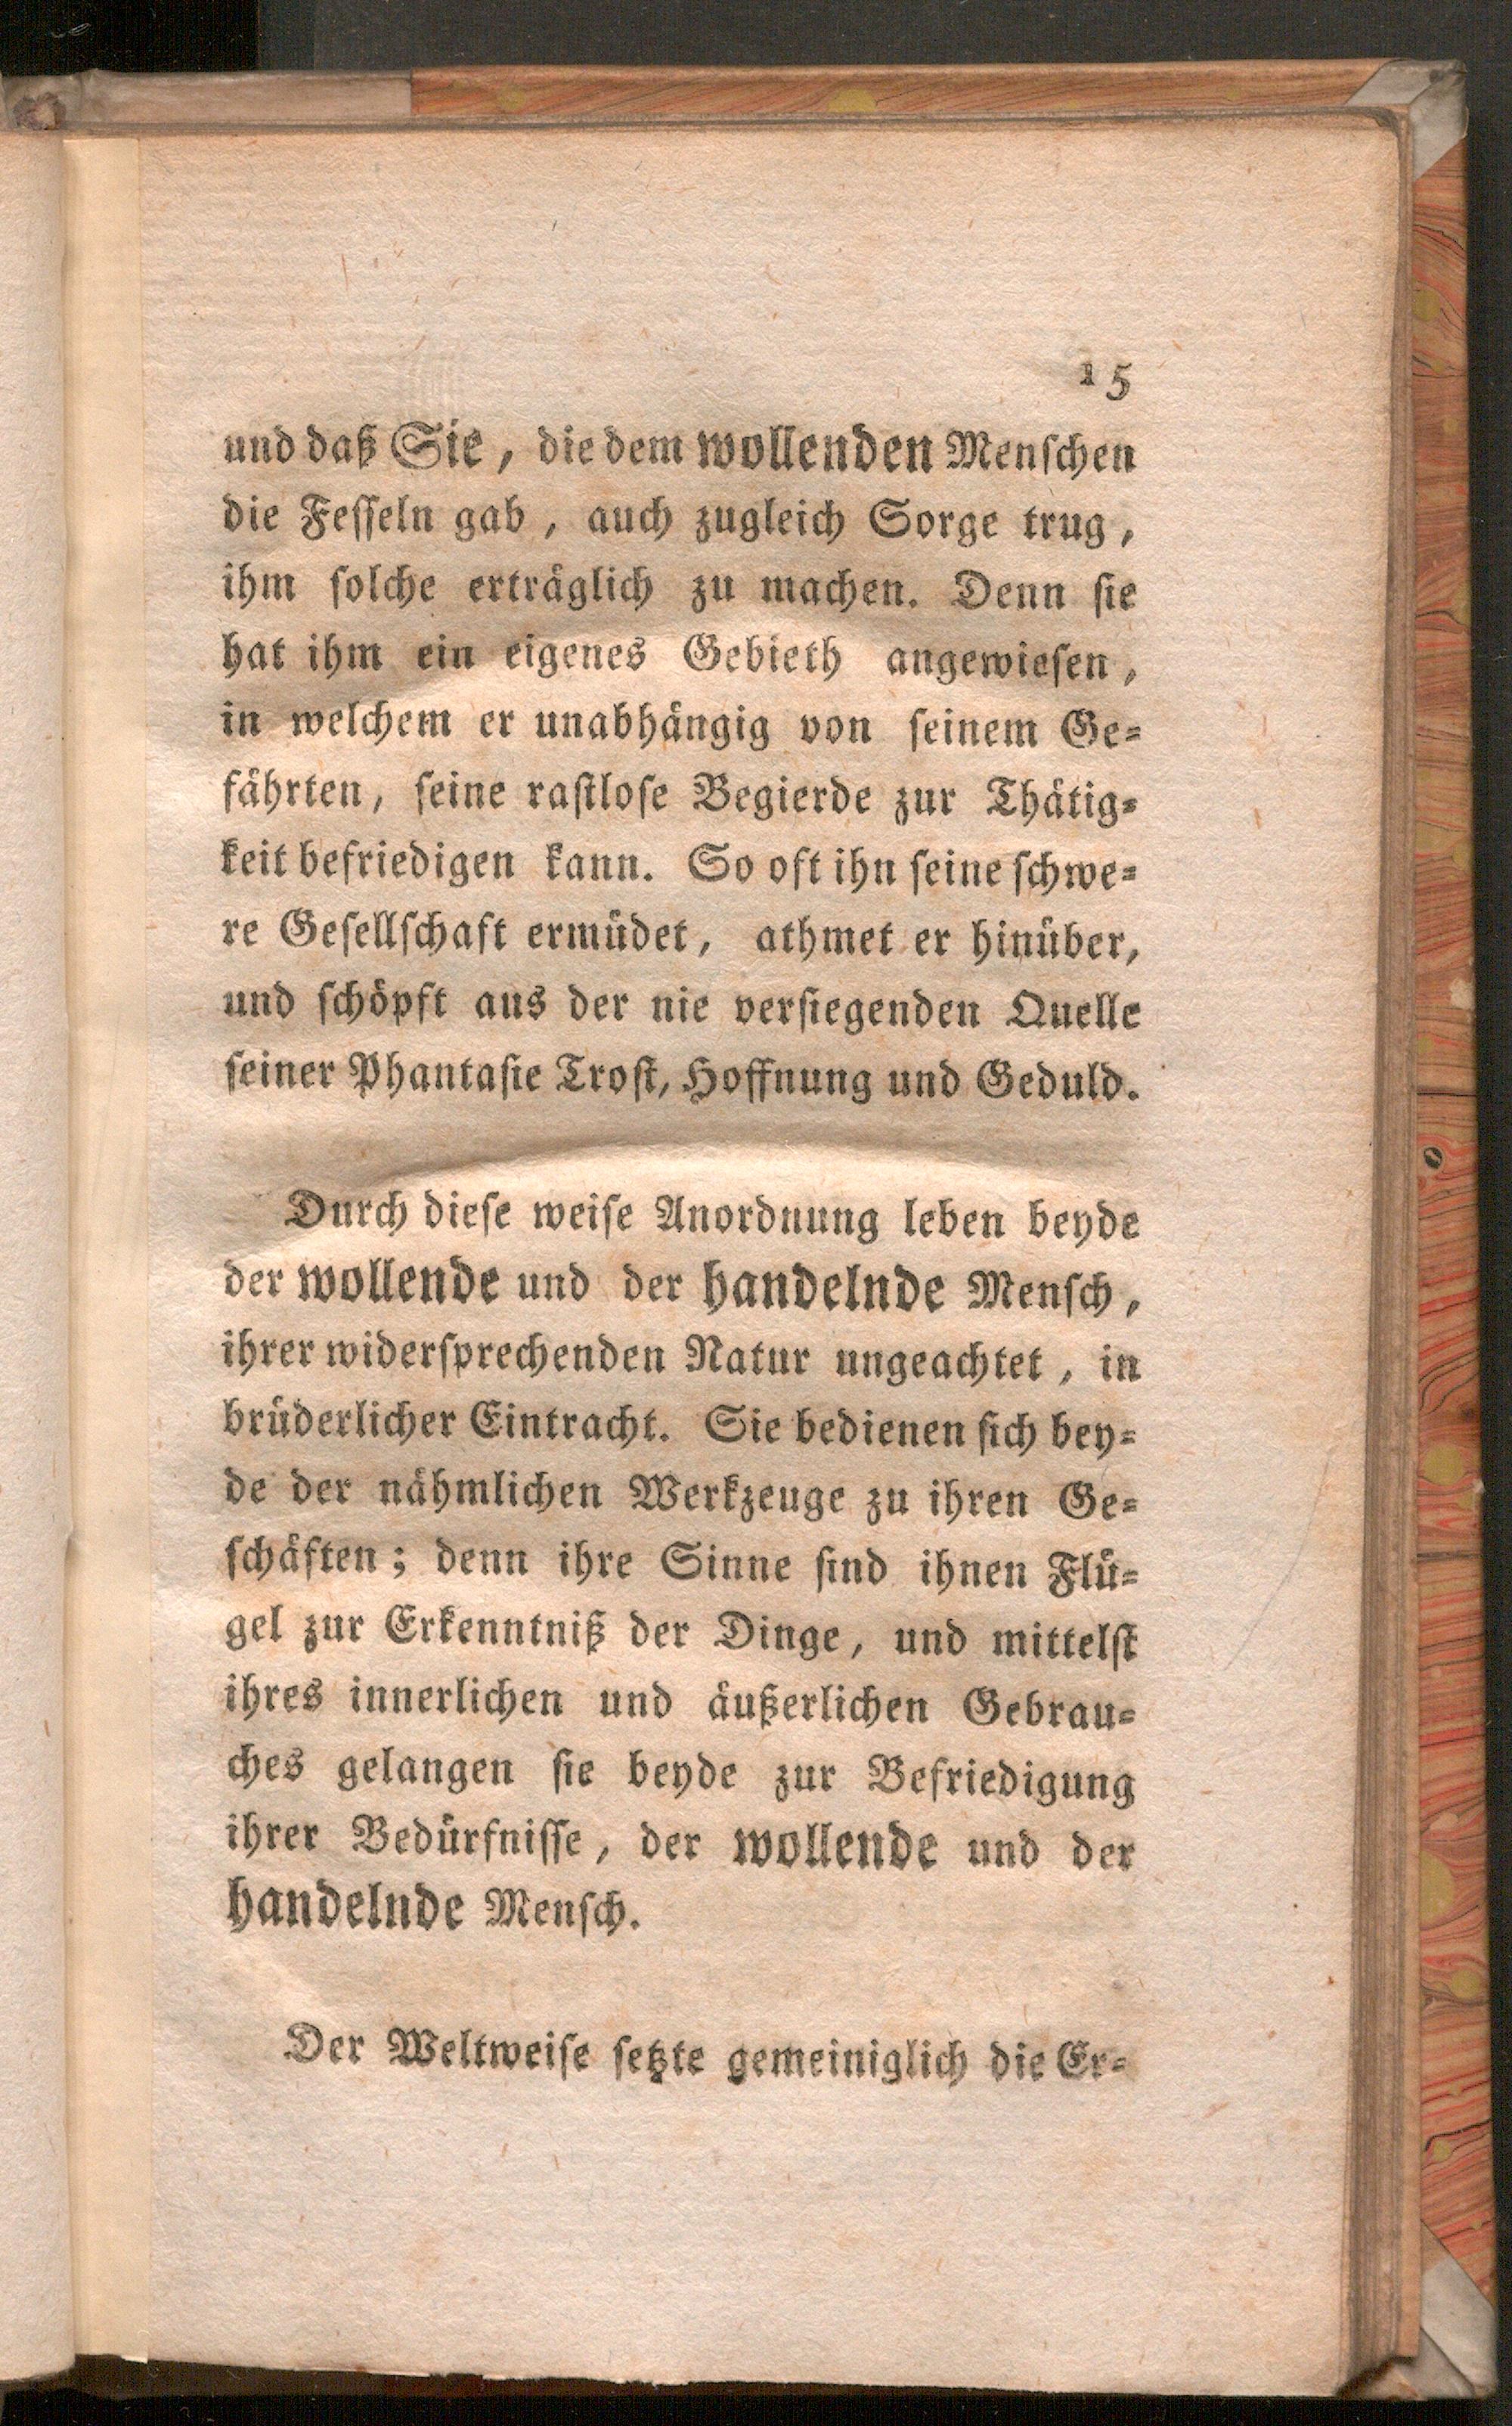 15
und daß Sie, die dem wollenden Menschen
die Fesseln gab, auch zugleich Sorge trug,
ihm solche erträglich zu machen. Denn sie
hat ihm ein eigenes Gebieth angewiesen,
in welchem er unabhängig von seinem Ge⸗
fährten, seine rastlose Begierde zur Thätig⸗
keit befriedigen kann. So oft ihn seine schwe⸗
re Gesellschaft ermüdet, athmet er hinüber,
und schöpft aus der nie versiegenden Quelle
seiner Phantasie Trost, Hoffnung und Geduld.
Durch diese weise Anordnung leben beyde
der wollende und der handelnde Mensch,
ihrer widersprechenden Natur ungeachtet, in
brüderlicher Eintracht. Sie bedienen sich bey⸗
de der nähmlichen Werkzeuge zu ihren Ge⸗
schäften; denn ihre Sinne sind ihnen Flü⸗
gel zur Erkenntniß der Dinge, und mittelst
ihres innerlichen und äußerlichen Gebrau⸗
ches gelangen sie beyde zur Befriedigung
ihrer Bedürfnisse, der wollende und der
handelnde Mensch.
Der Weltweise setzte gemeiniglich die Er⸗